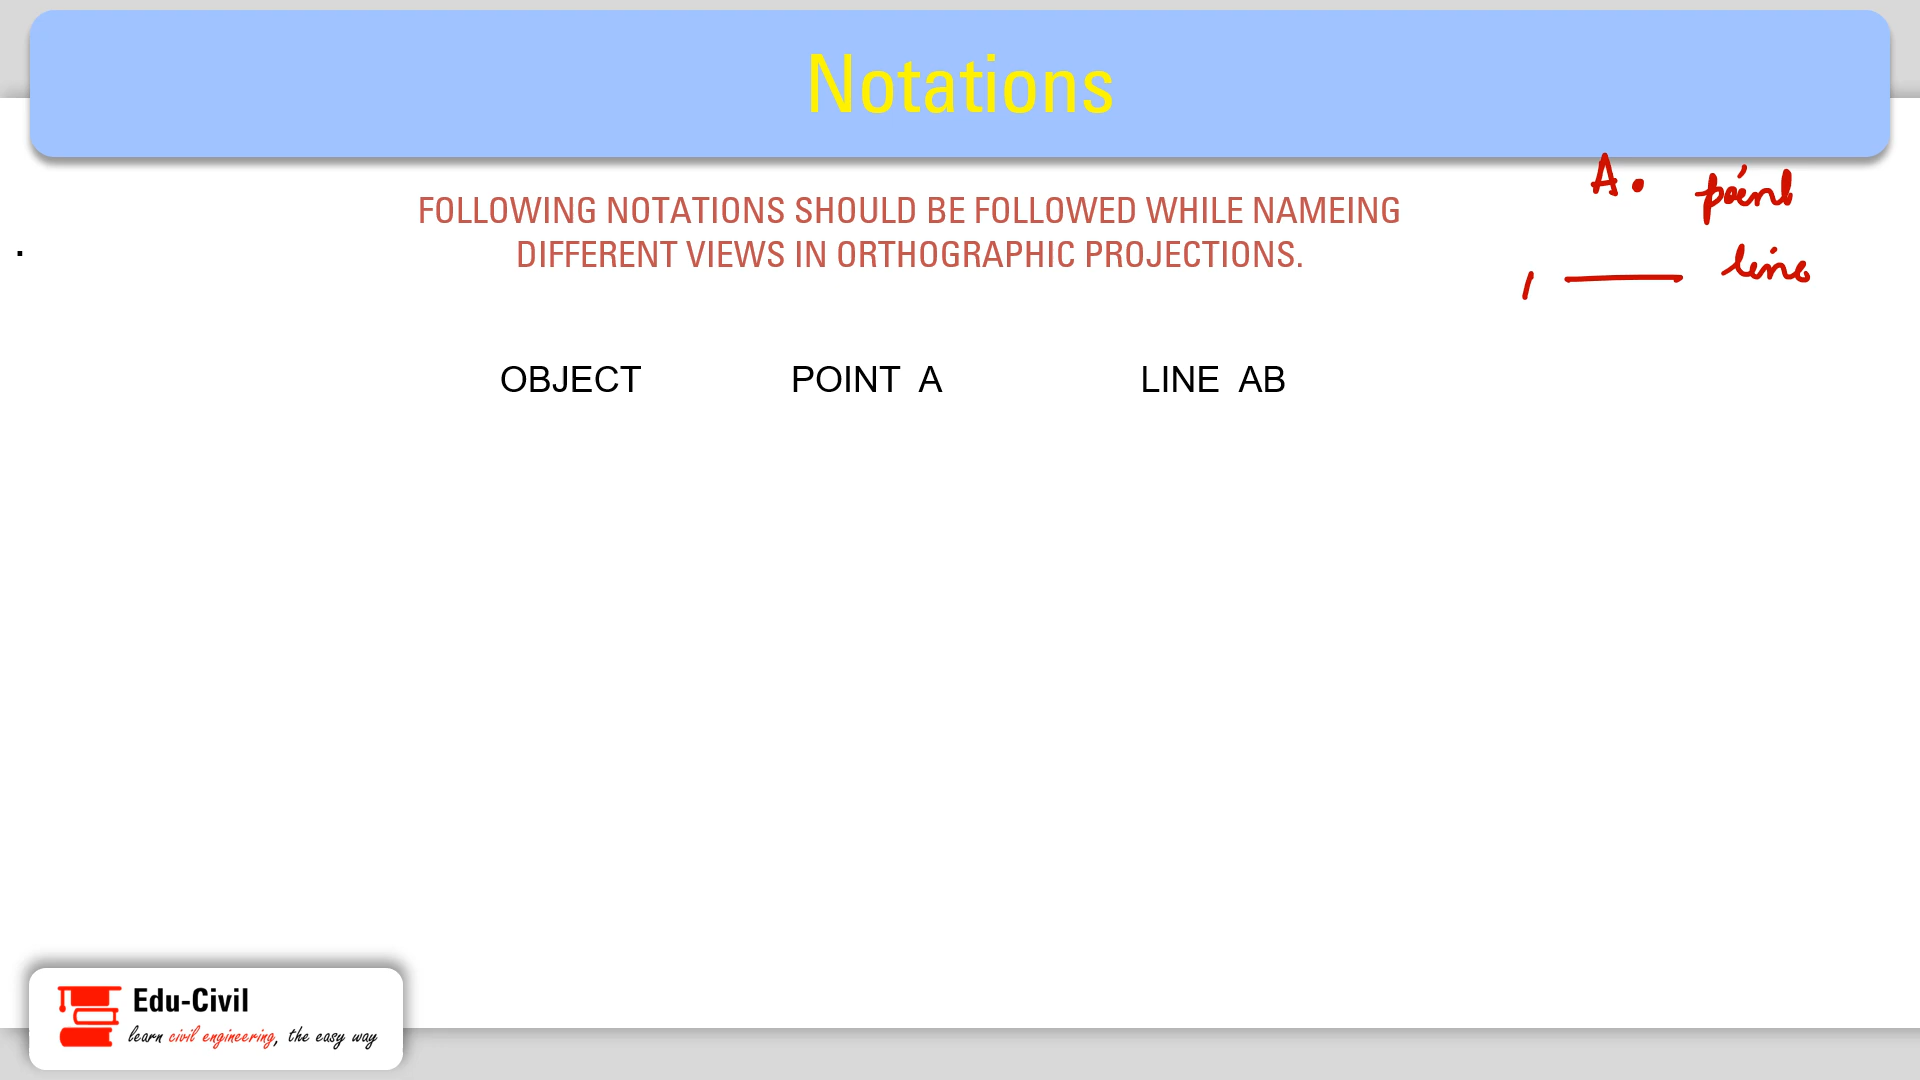 Notations
A. point
FOLLOWING NOTATIONS SHOULD BE FOLLOWED WHILE NAMEING
DIFFERENT VIEWS IN ORTHOGRAPHIC PROJECTIONS.
line
OBJECT POINT A LINE AB
Edu-Civil
learn civil engineering, the easy way